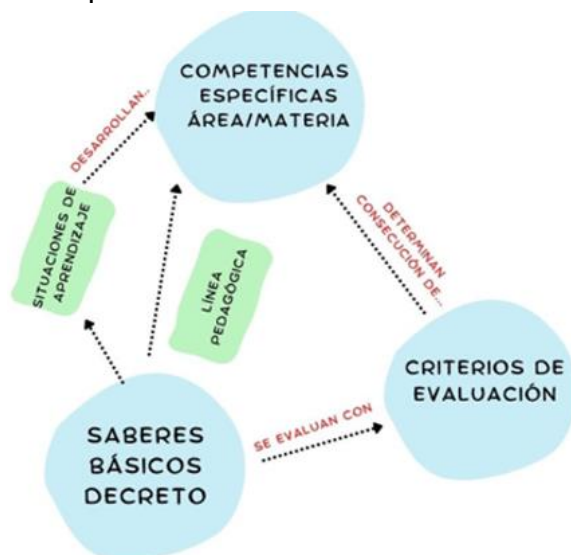 COMPETENCIAS
ESPECÍFICAS
ÁREA/MATERIA
DESARROLLAN...
SITUACIONES DE
APRENDIZAJE
LÍNEA
PEDAGÓGICA
DETERMINAN
CONSECUCIÓN DE...
CRITERIOS DE
EVALUACIÓN
SE EVALUAN CON
SABERES
BÁSICOS
DECRETO